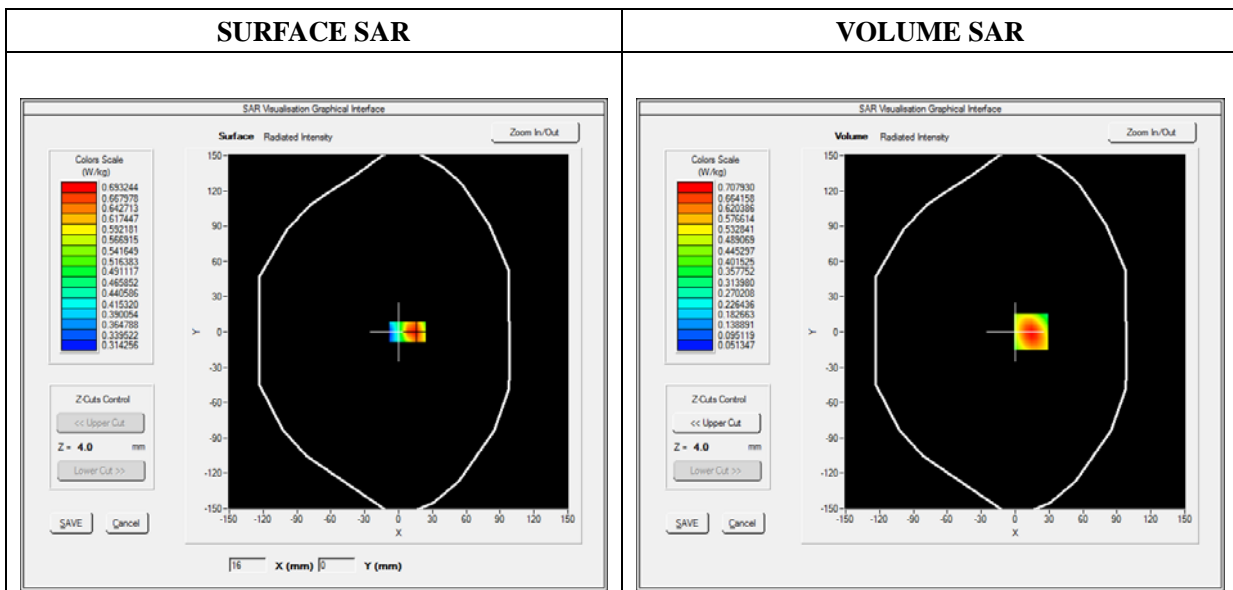 SURFACE SAR
VOLUME SAR
SAR Visualisation Graphical Interface
Surface Radiated Intensity
Zoom In/Out
Colors Scale
(W/kg)
0.693244
0.667978
0.642713
0.617447
0.592181
0.566915
0.541649
0.516383
0.491117
0.465852
0.440586
0.415320
0.390054
0.364788
0.339522
0.314256
150
120
90
60
30
0
-30
-60
-90
-120
-150
Y
-150 -120 -90 -60 -30 0 30 60 90 120 150
X
Z-Cuts Control
<< Upper Cut
Z = 4.0 mm
Lower Cut >>
SAVE Cancel
16 X (mm) 0 Y (mm)
SAR Visualisation Graphical Interface
Volume Radiated Intensity
Zoom In/Out
Colors Scale
(W/kg)
0.707930
0.664158
0.620386
0.576614
0.532841
0.489069
0.445297
0.401525
0.357752
0.313980
0.270208
0.226436
0.182663
0.138891
0.095119
0.051347
150
120
90
60
30
0
-30
-60
-90
-120
-150
Y
-150 -120 -90 -60 -30 0 30 60 90 120 150
X
Z-Cuts Control
<< Upper Cut
Z = 4.0 mm
Lower Cut >>
SAVE Cancel